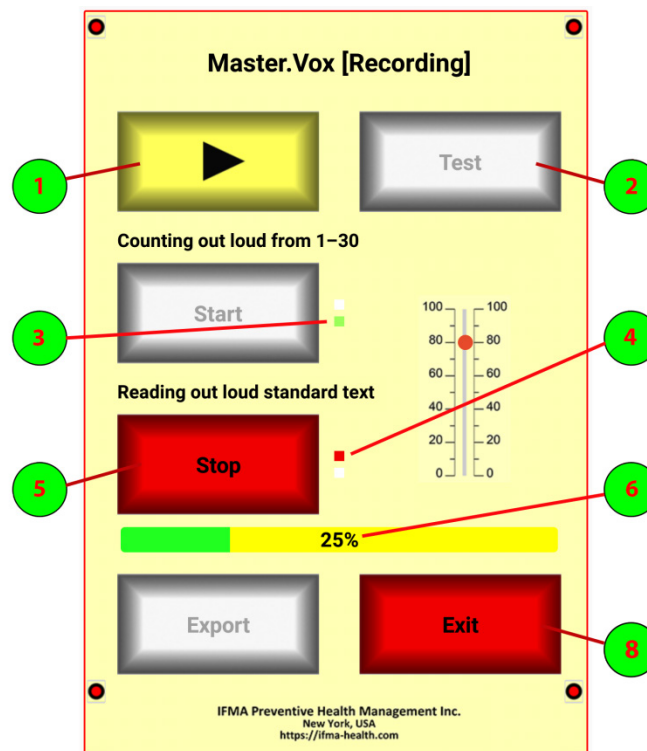 Master.Vox [Recording]
1
Test
2
Counting out loud from 1–30
Start
3
100 100
80 80
60 60
40 40
20 20
0 0
4
Reading out loud standard text
Stop
5
25%
6
Export
Exit
8
IFMA Preventive Health Management Inc.
New York, USA
https://ifma-health.com